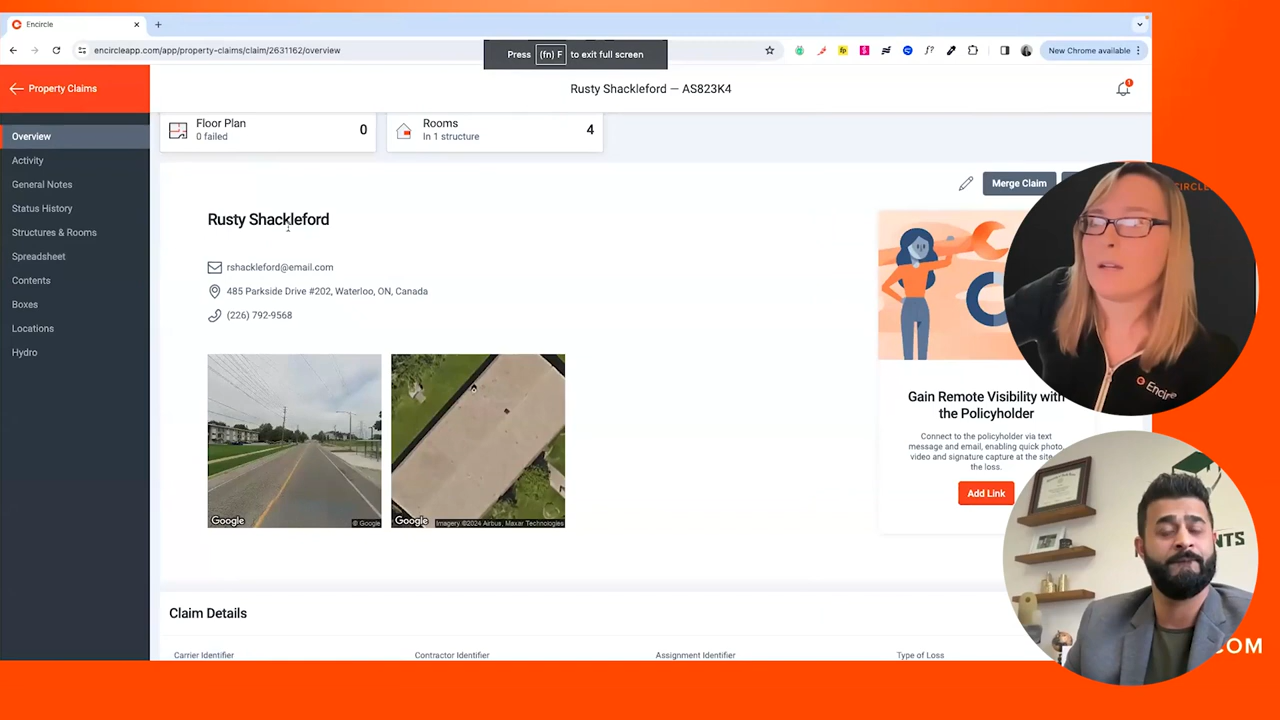 Encircle
encircleapp.com/app/property-claims/claim/2631162/overview
Press (fn) F to exit full screen
New Chrome available
Property Claims
Rusty Shackleford — AS823K4
Overview
Activity
General Notes
Status History
Structures & Rooms
Spreadsheet
Contents
Boxes
Locations
Hydro
Floor Plan
0 failed
0
Rooms
In 1 structure
4
Merge Claim
Rusty Shackleford
rshackleford@email.com
485 Parkside Drive #202, Waterloo, ON, Canada
(226) 792-9568
Google
© Google
Google
Imagery ©2024 Airbus, Maxar Technologies
Gain Remote Visibility with
the Policyholder
Connect to the policyholder via text
message and email, enabling quick photo,
video and signature capture at the site
the loss.
Add Link
Claim Details
Carrier Identifier
Contractor Identifier
Assignment Identifier
Type of Loss
Encircle
NTS
COM